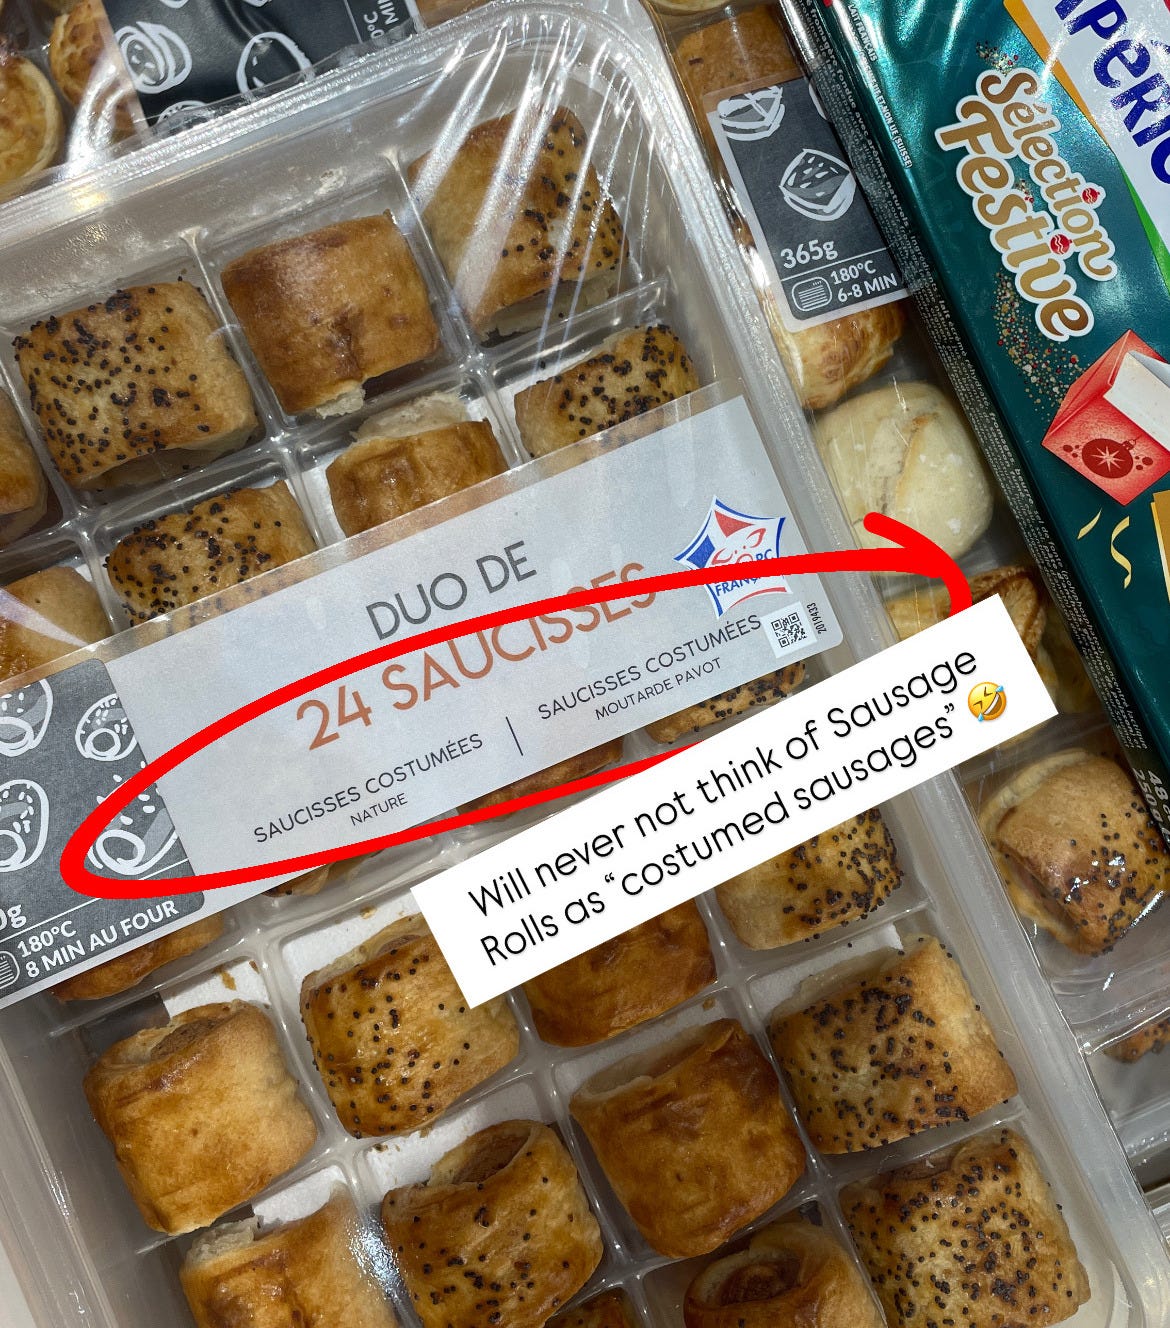 DUO DE
24 SAUCISSES
SAUCISSES COSTUMÉES
NATURE
SAUCISSES COSTUMÉES
MOUTARDE PAVOT
2019433
180°C
8 MIN AU FOUR
365g
180°C
6-8 MIN
Sélection
Festive
Will never not think of Sausage
Rolls as “costumed sausages” 🤣